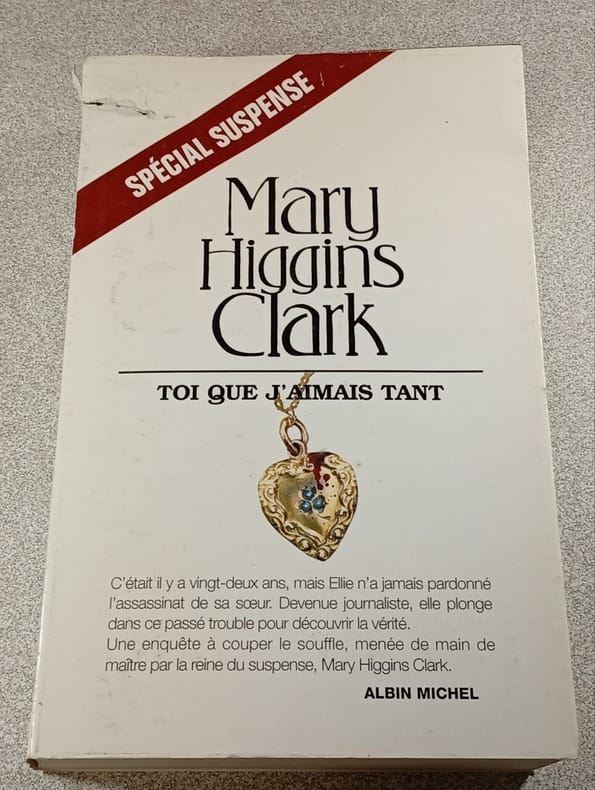 SPÉCIAL SUSPENSE
Mary
Higgins
Clark
TOI QUE J'AIMAIS TANT
C'était il y a vingt-deux ans, mais Ellie n'a jamais pardonné
l'assassinat de sa sœur. Devenue journaliste, elle plonge
dans ce passé trouble pour découvrir la vérité.
Une enquête à couper le souffle, menée de main de
maître par la reine du suspense, Mary Higgins Clark.
ALBIN MICHEL